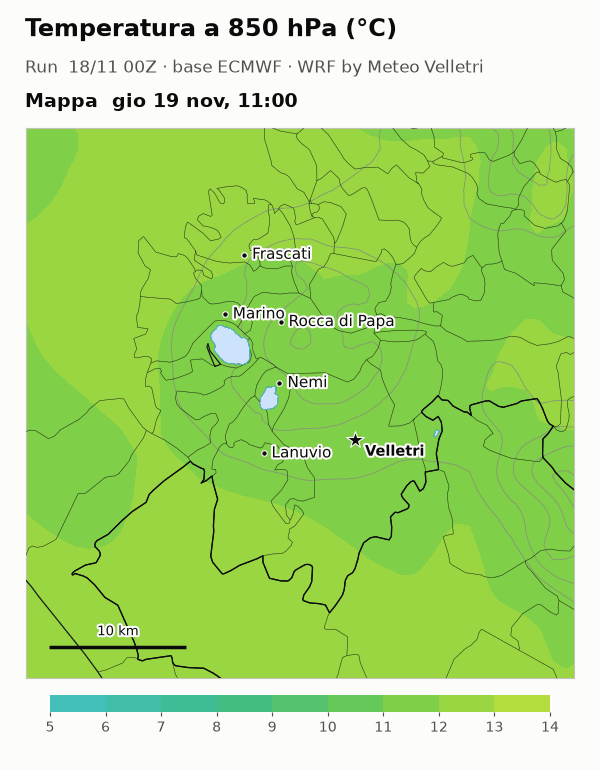 Temperatura a 850 hPa (°C)
Run  18/11 00Z · base ECMWF · WRF by Meteo Velletri
Mappa  gio 19 nov, 11:00
Frascati
Marino
Rocca di Papa
Nemi
Velletri
Lanuvio
10 km
5 6 7 8 9 10 11 12 13 14